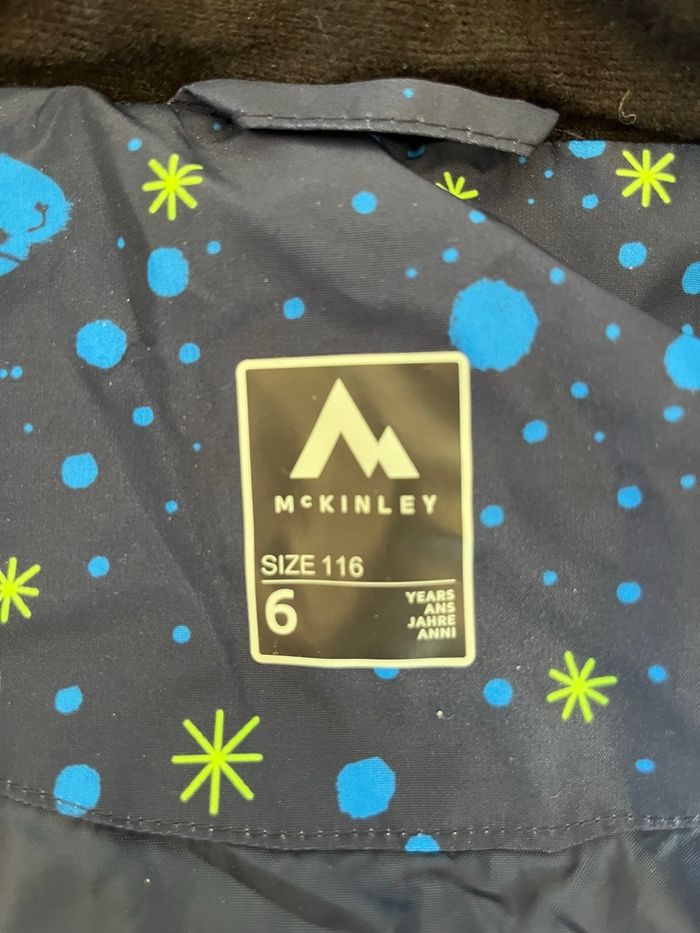 McKINLEY
SIZE 116
6
YEARS
ANS
JAHRE
ANNI